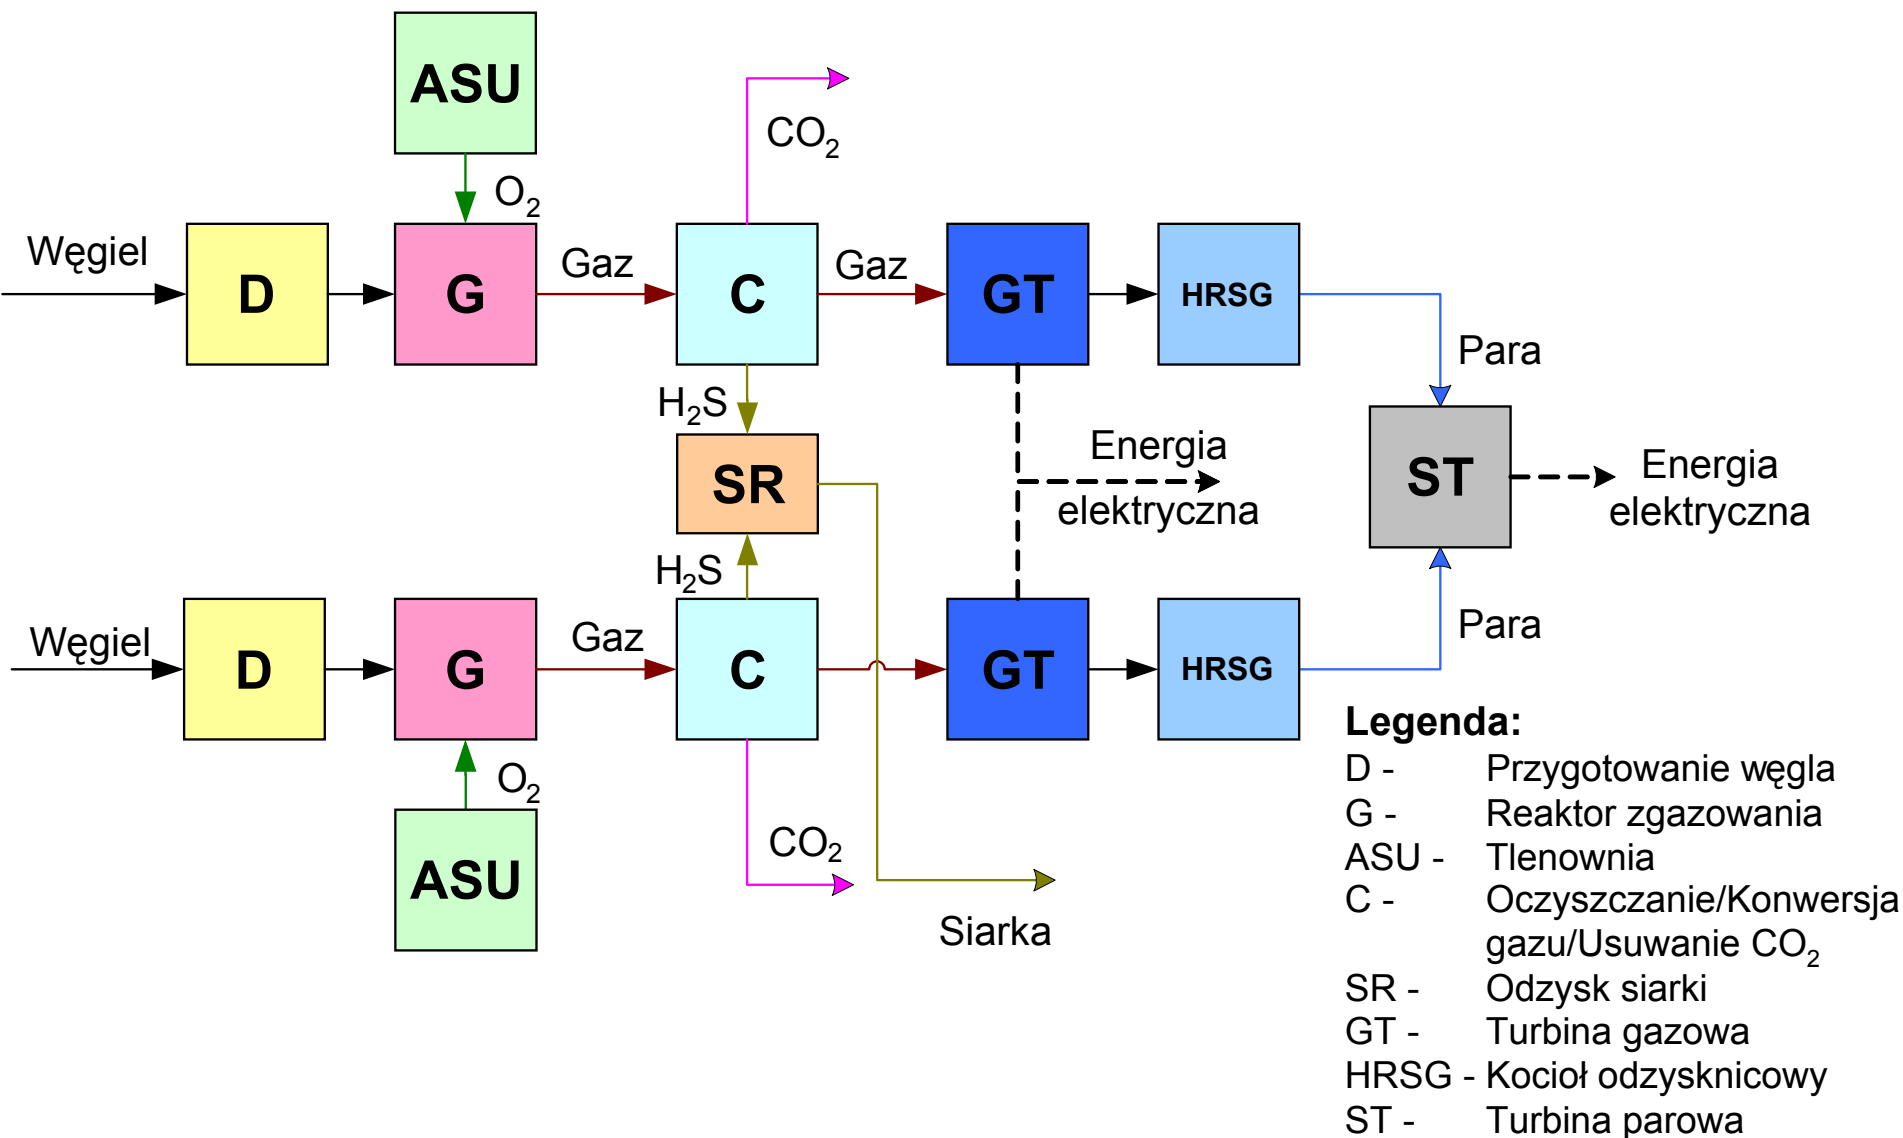 ASU
CO2
O2
Węgiel
D
G
Gaz
C
Gaz
GT
HRSG
Para
H2S
SR
Energia
elektryczna
ST
Energia
elektryczna
H2S
Węgiel
D
G
Gaz
C
GT
HRSG
Para
O2
ASU
CO2
Siarka
Legenda:
D - Przygotowanie węgla
G - Reaktor zgazowania
ASU - Tlenownia
C - Oczyszczanie/Konwersja
gazu/Usuwanie CO2
SR - Odzysk siarki
GT - Turbina gazowa
HRSG - Kocioł odzysknicowy
ST - Turbina parowa